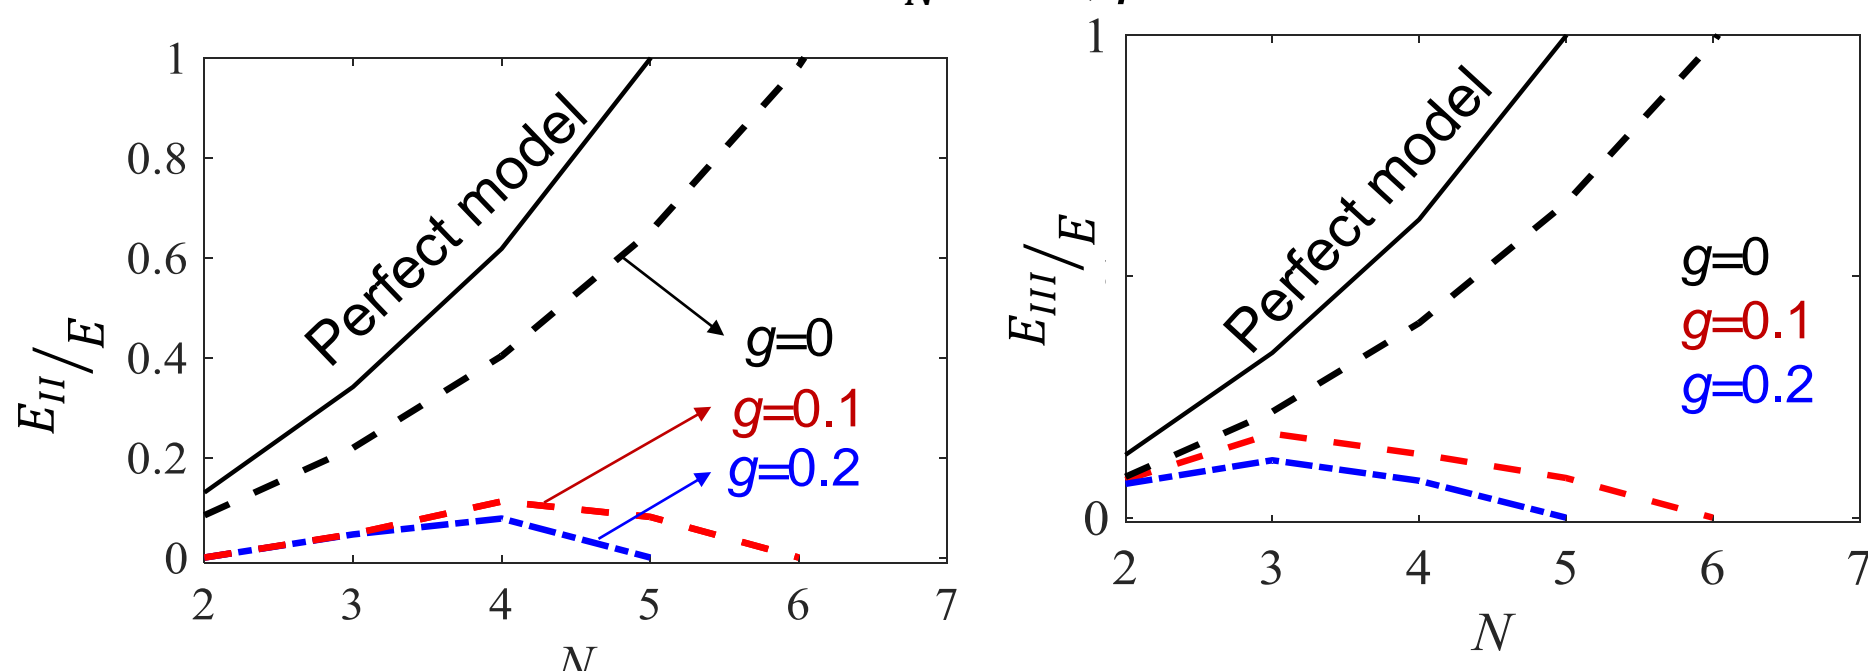 1
0.8
0.6
0.4
0.2
0
2 3 4 5 6 7
N
E_II/E
Perfect model
g=0
g=0.1
g=0.2
1
0
2 3 4 5 6 7
N
E_III/E
Perfect model
g=0
g=0.1
g=0.2